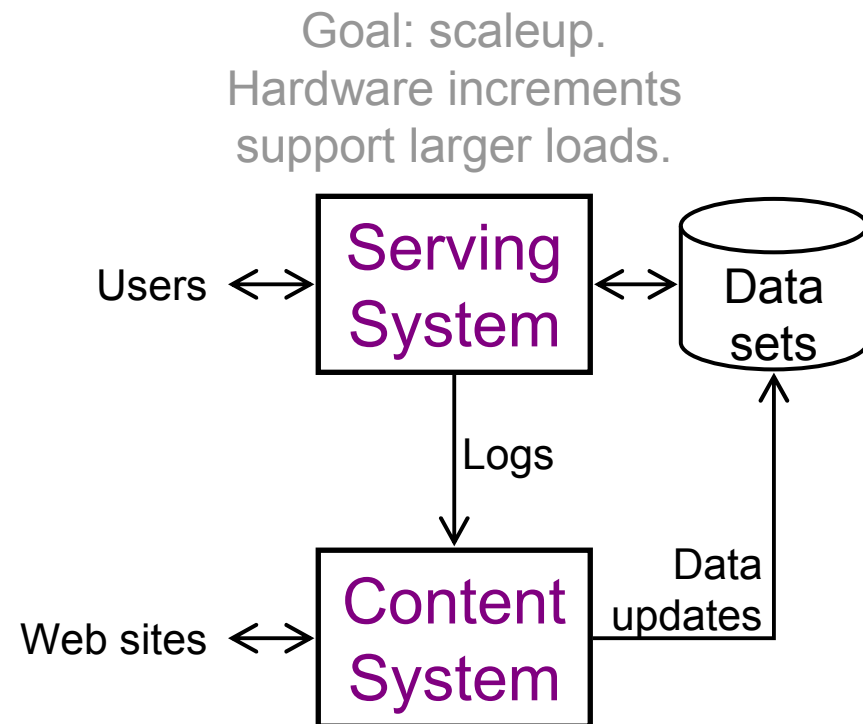 Goal: scaleup.
Hardware increments
support larger loads.
Serving
System
Users
Data
sets
Logs
Content
System
Data
updates
Web sites